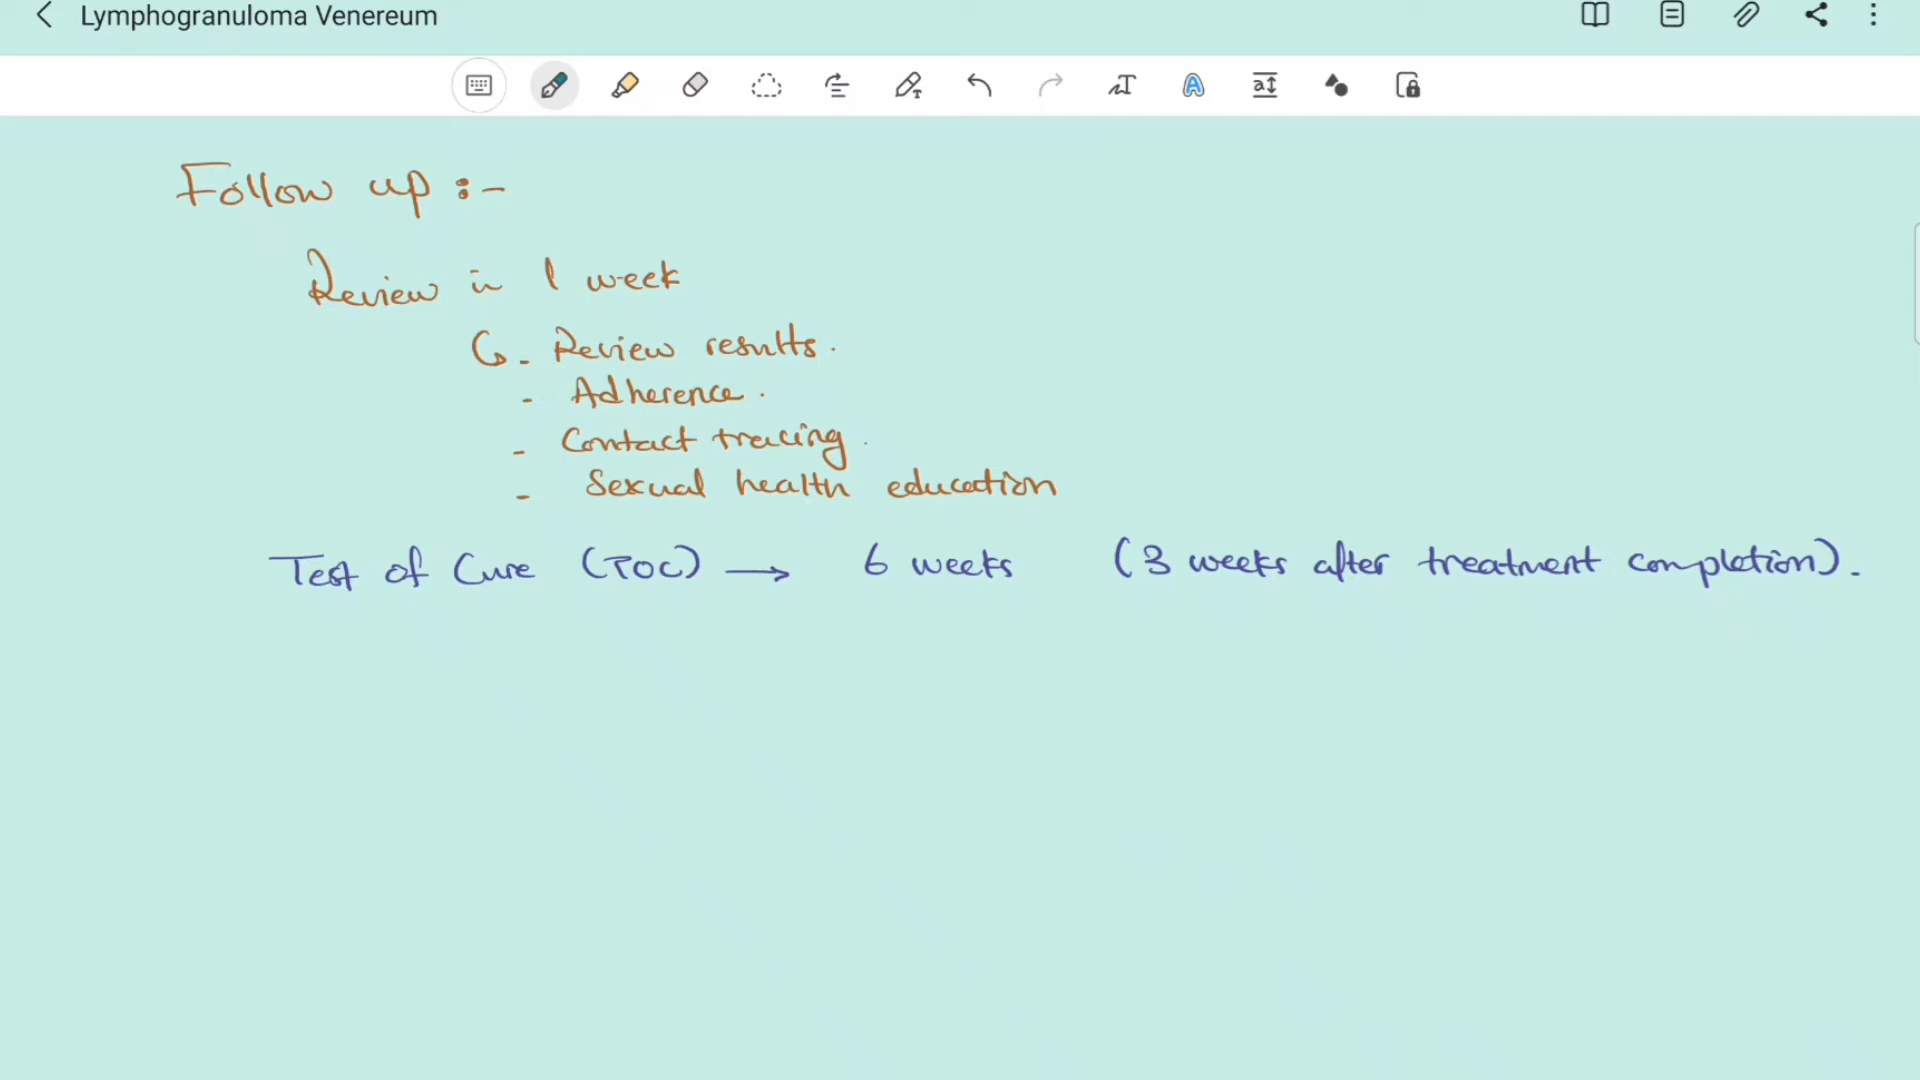 Lymphogranuloma Venereum
Follow up :-
Review in 1 week
- Review results.
- Adherence.
- Contact tracing.
- Sexual health education
Test of Cure (TOC) → 6 weeks (3 weeks after treatment completion).